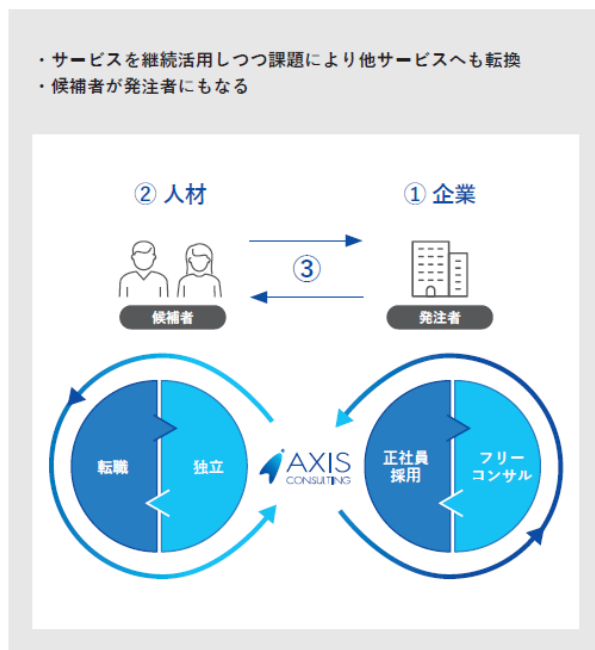 ・サービスを継続活用しつつ課題により他サービスへも転換
・候補者が発注者にもなる
② 人材
① 企業
③
候補者
発注者
転職
独立
AXIS
CONSULTING
正社員
採用
フリー
コンサル